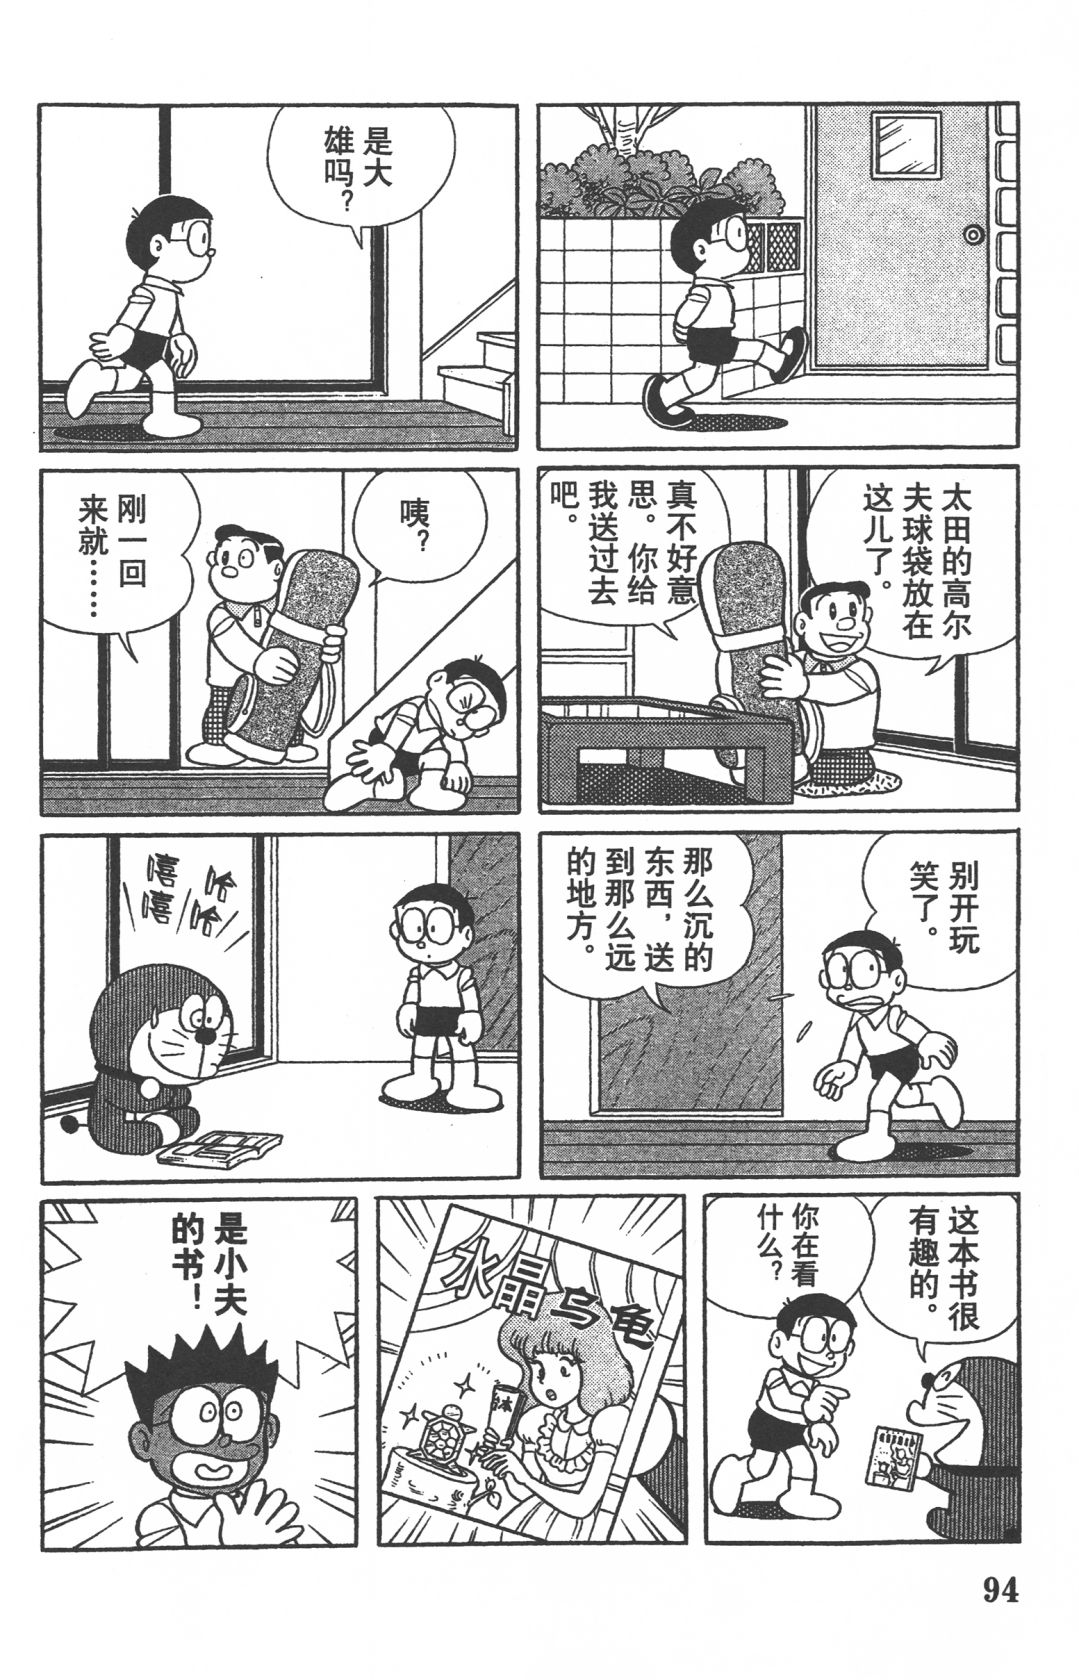 是大
雄吗?
太田的高尔
夫球袋放在
这儿了。
真不好意
思。你给
我送过去
吧。
咦?
刚一回
来就……
别开玩
笑了。
那么沉的
东西,送
到那么远
的地方。
哈哈
嘻嘻
这本书很
有趣的。
你在看
什么?
水晶乌龟
是小夫
的书!
94